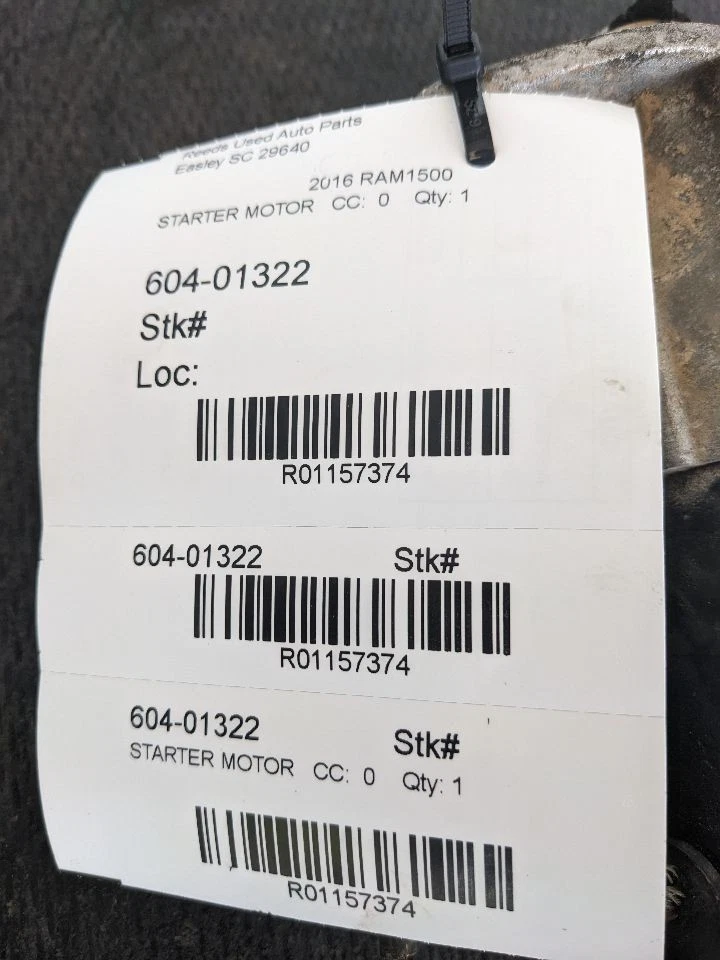 Reeds Used Auto Parts
Easley SC 29640
2016 RAM1500
STARTER MOTOR CC: 0 Qty: 1
604-01322
Stk#
Loc:
R01157374
604-01322 Stk#
R01157374
604-01322 Stk#
STARTER MOTOR CC: 0 Qty: 1
R01157374